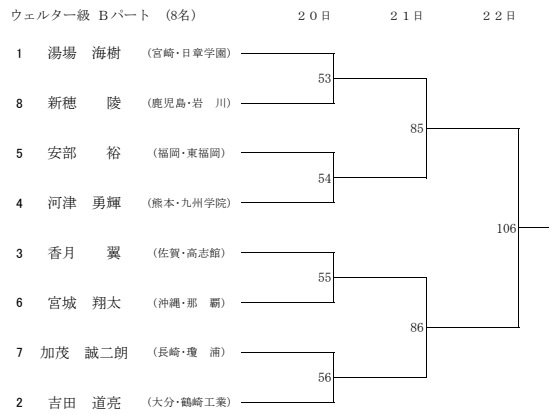 ウェルター級 Bパート (8名) 20日 21日 22日
1 湯場 海樹 (宮崎・日章学園)
53
8 新穂 陵 (鹿児島・岩 川)
85
5 安部 裕 (福岡・東福岡)
54
4 河津 勇輝 (熊本・九州学院)
106
3 香月 翼 (佐賀・高志館)
55
6 宮城 翔太 (沖縄・那 覇)
86
7 加茂 誠二朗 (長崎・瓊 浦)
56
2 吉田 道亮 (大分・鶴崎工業)